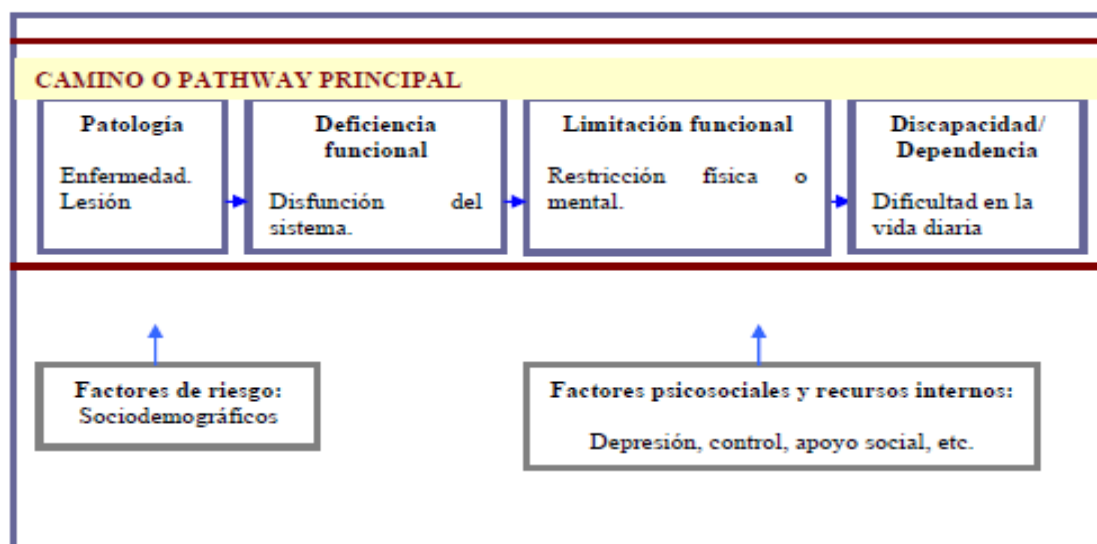 CAMINO O PATHWAY PRINCIPAL
Patología
Enfermedad.
Lesión
Deficiencia
funcional
Disfunción del
sistema.
Limitación funcional
Restricción física o
mental.
Discapacidad/
Dependencia
Dificultad en la
vida diaria
Factores de riesgo:
Sociodemográficos
Factores psicosociales y recursos internos:
Depresión, control, apoyo social, etc.